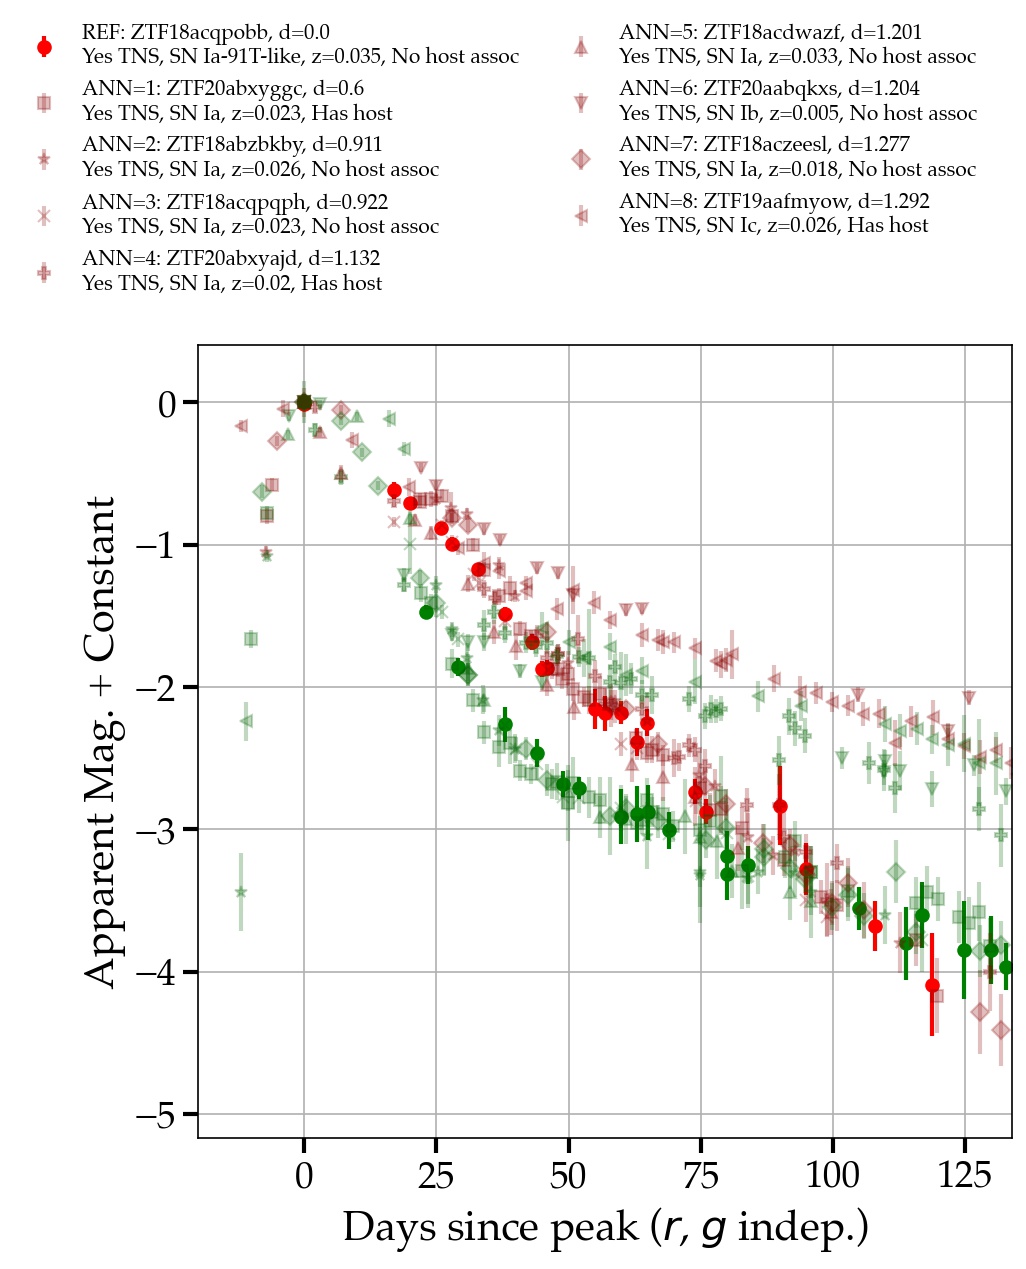 REF: ZTF18acqpobb, d=0.0
Yes TNS, SN Ia-91T-like, z=0.035, No host assoc
ANN=1: ZTF20abxyggc, d=0.6
Yes TNS, SN Ia, z=0.023, Has host
ANN=2: ZTF18abzbkby, d=0.911
Yes TNS, SN Ia, z=0.026, No host assoc
ANN=3: ZTF18acqpqph, d=0.922
Yes TNS, SN Ia, z=0.023, No host assoc
ANN=4: ZTF20abxyajd, d=1.132
Yes TNS, SN Ia, z=0.02, Has host
ANN=5: ZTF18acdwazf, d=1.201
Yes TNS, SN Ia, z=0.033, No host assoc
ANN=6: ZTF20aabqkxs, d=1.204
Yes TNS, SN Ib, z=0.005, No host assoc
ANN=7: ZTF18aczeesl, d=1.277
Yes TNS, SN Ia, z=0.018, No host assoc
ANN=8: ZTF19aafmyow, d=1.292
Yes TNS, SN Ic, z=0.026, Has host
Apparent Mag. + Constant
0
−1
−2
−3
−4
−5
0 25 50 75 100 125
Days since peak (r, g indep.)